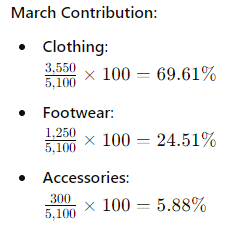 March Contribution:
• Clothing:
3,550/5,100 × 100 = 69.61%
• Footwear:
1,250/5,100 × 100 = 24.51%
• Accessories:
300/5,100 × 100 = 5.88%